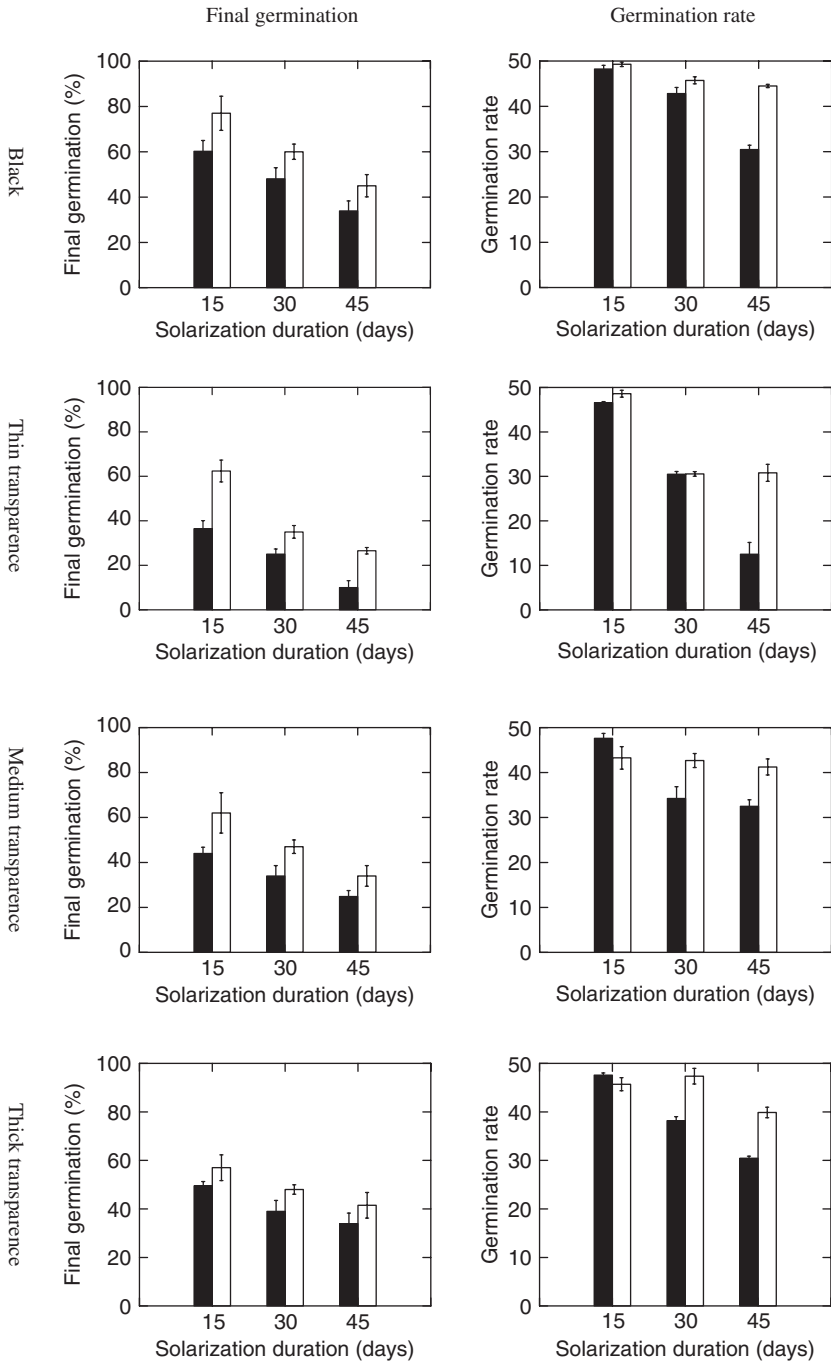 Final germination
Germination rate
Black
Final germination (%)
100
80
60
40
20
0
15 30 45
Solarization duration (days)
Germination rate
50
40
30
20
10
0
15 30 45
Solarization duration (days)
Thin transparence
Final germination (%)
100
80
60
40
20
0
15 30 45
Solarization duration (days)
Germination rate
50
40
30
20
10
0
15 30 45
Solarization duration (days)
Medium transparence
Final germination (%)
100
80
60
40
20
0
15 30 45
Solarization duration (days)
Germination rate
50
40
30
20
10
0
15 30 45
Solarization duration (days)
Thick transparence
Final germination (%)
100
80
60
40
20
0
15 30 45
Solarization duration (days)
Germination rate
50
40
30
20
10
0
15 30 45
Solarization duration (days)